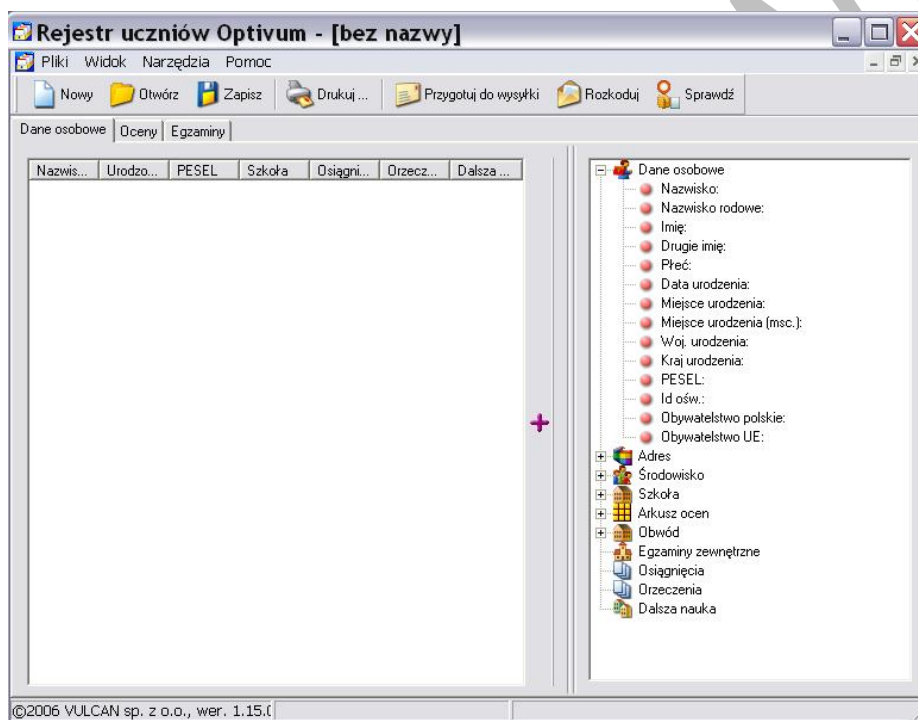 Rejestr uczniów Optivum - [bez nazwy]
Pliki Widok Narzędzia Pomoc
Nowy Otwórz Zapisz Drukuj ... Przygotuj do wysyłki Rozkoduj Sprawdź
Dane osobowe Oceny Egzaminy
Nazwis... Urodzo... PESEL Szkoła Osiągni... Orzecz... Dalsza ...
Dane osobowe
Nazwisko:
Nazwisko rodowe:
Imię:
Drugie imię:
Płeć:
Data urodzenia:
Miejsce urodzenia:
Miejsce urodzenia (msc.):
Woj. urodzenia:
Kraj urodzenia:
PESEL:
Id ośw.:
Obywatelstwo polskie:
Obywatelstwo UE:
Adres
Środowisko
Szkoła
Arkusz ocen
Obwód
Egzaminy zewnętrzne
Osiągnięcia
Orzeczenia
Dalsza nauka
©2006 VULCAN sp. z o.o., wer. 1.15.